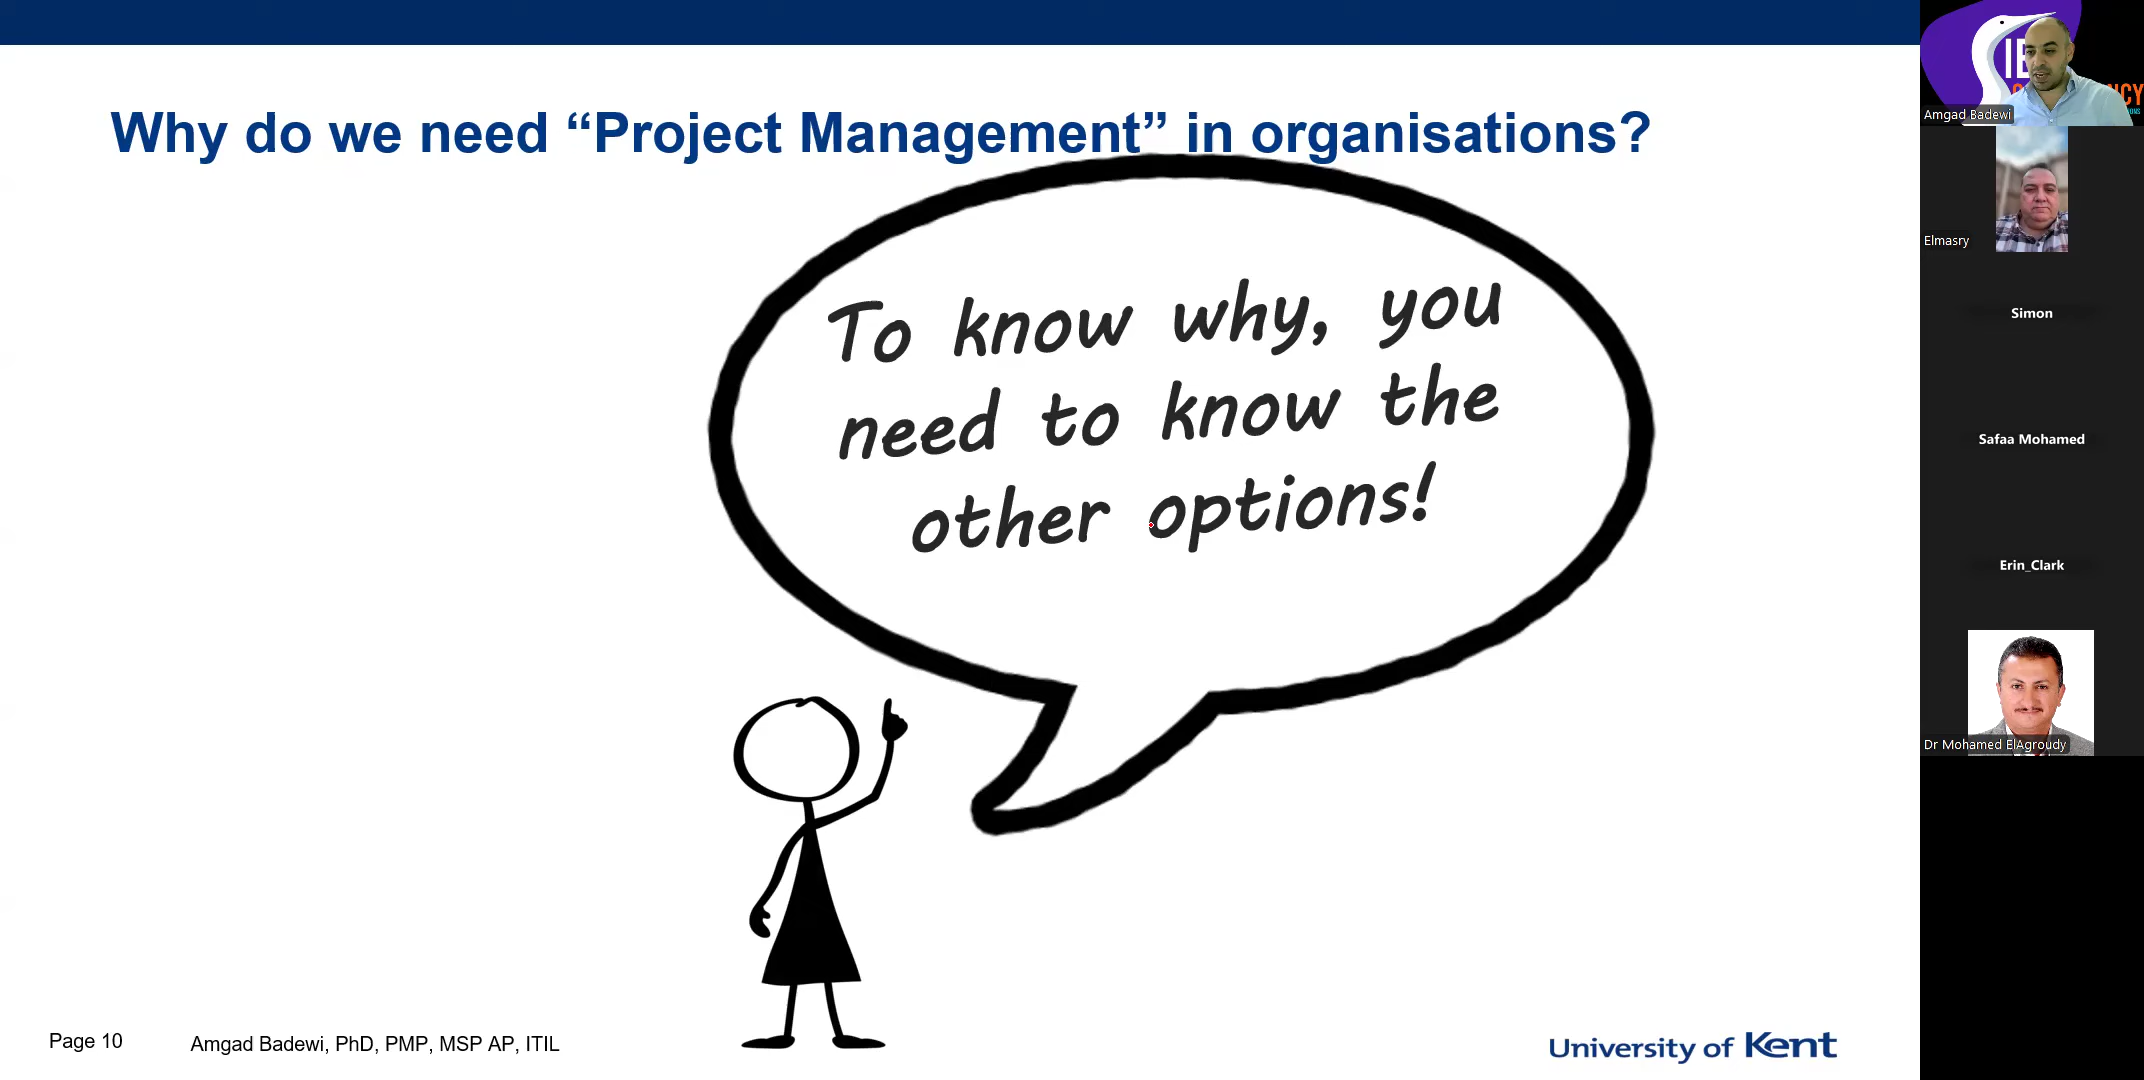 Why do we need “Project Management” in organisations?
To know why, you
need to know the
other options!
Page 10
Amgad Badewi, PhD, PMP, MSP AP, ITIL
University of Kent
Amgad Badewi
Elmasry
Simon
Safaa Mohamed
Erin_Clark
Dr Mohamed ElAgroudy